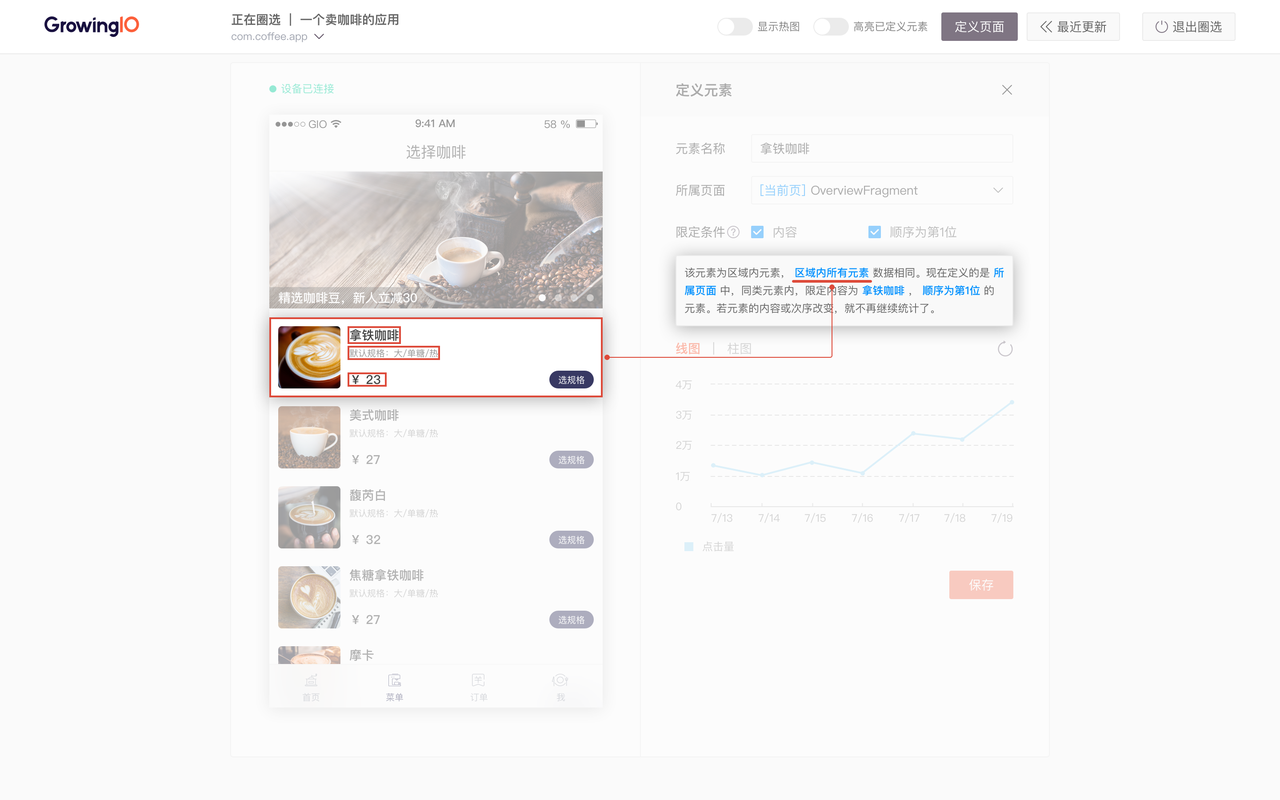 GrowingIO
正在圈选 | 一个卖咖啡的应用
com.coffee.app
显示热图
高亮已定义元素
定义页面
最近更新
退出圈选
设备已连接
GIO
9:41 AM
58 %
选择咖啡
精选咖啡豆，新人立减30
拿铁咖啡
默认规格：大/单糖/热
¥ 23
选规格
美式咖啡
默认规格：大/单糖/热
¥ 27
选规格
馥芮白
默认规格：大/单糖/热
¥ 32
选规格
焦糖拿铁咖啡
默认规格：大/单糖/热
¥ 27
选规格
摩卡
首页
菜单
订单
我
定义元素
元素名称
拿铁咖啡
所属页面
[当前页] OverviewFragment
限定条件
内容
顺序为第1位
该元素为区域内元素， 区域内所有元素 数据相同。现在定义的是 所
属页面 中，同类元素内，限定内容为 拿铁咖啡 ， 顺序为第1位 的
元素。若元素的内容或次序改变，就不再继续统计了。
线图 | 柱图
4万
3万
2万
1万
0
7/13 7/14 7/15 7/16 7/17 7/18 7/19
点击量
保存